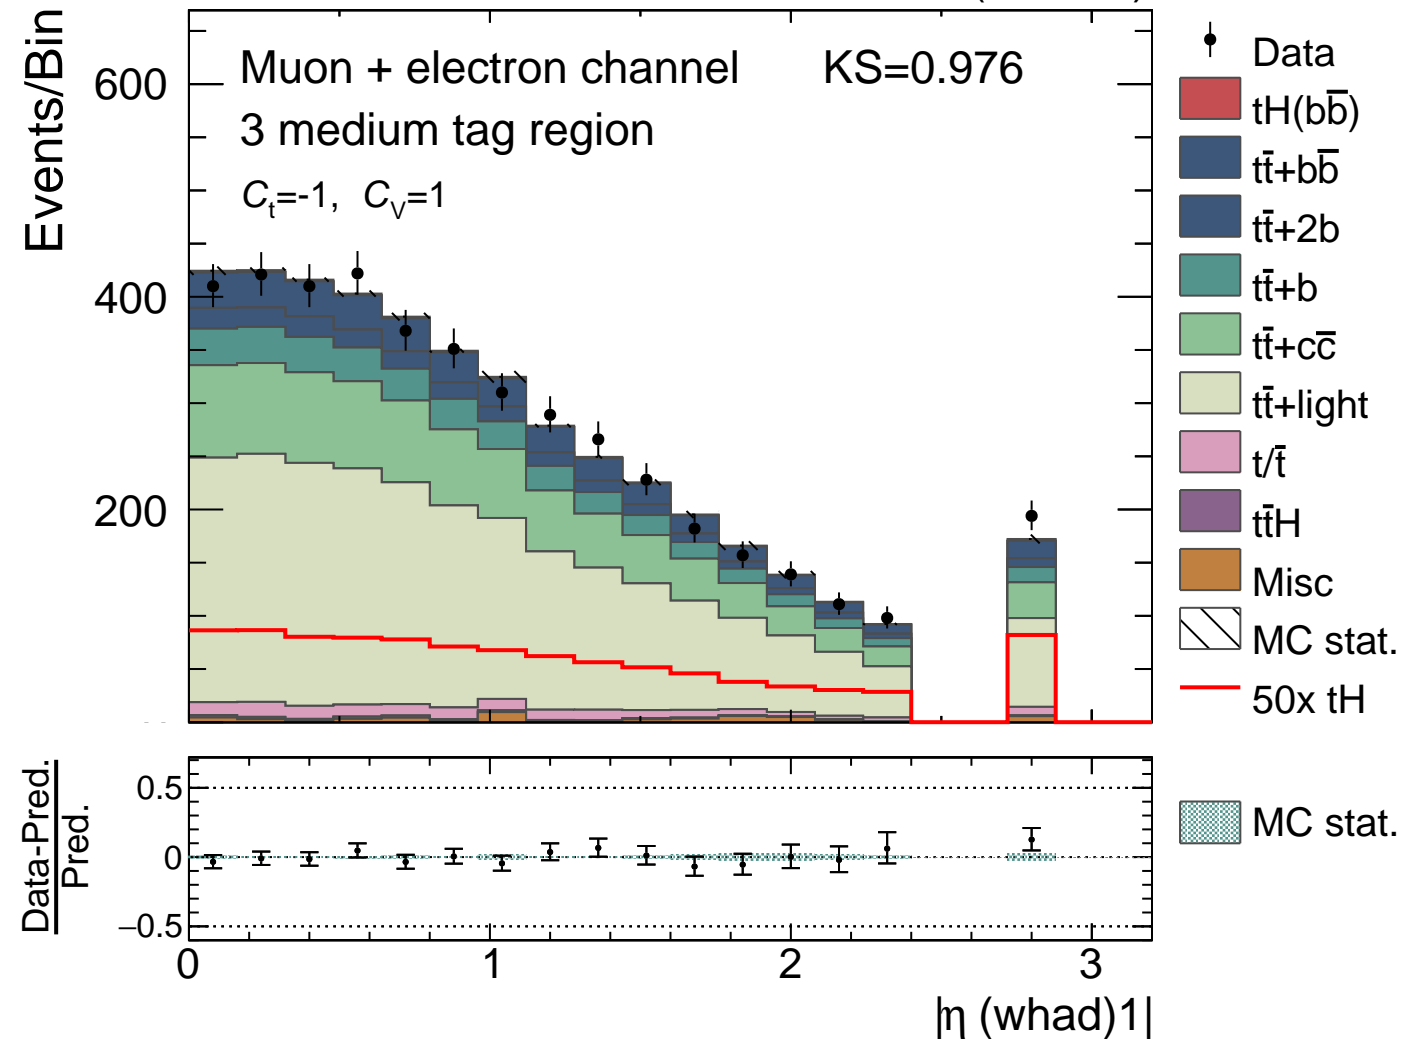 Events/Bin
600
400
200
Muon + electron channel KS=0.976
3 medium tag region
Ct=-1, CV=1
Data
tH(bb̄)
tt̄+bb̄
tt̄+2b
tt̄+b
tt̄+cc̄
tt̄+light
t/t̄
tt̄H
Misc
MC stat.
50x tH
Data-Pred.
Pred.
0.5
0
−0.5
MC stat.
0 1 2 3
|η (whad)1|